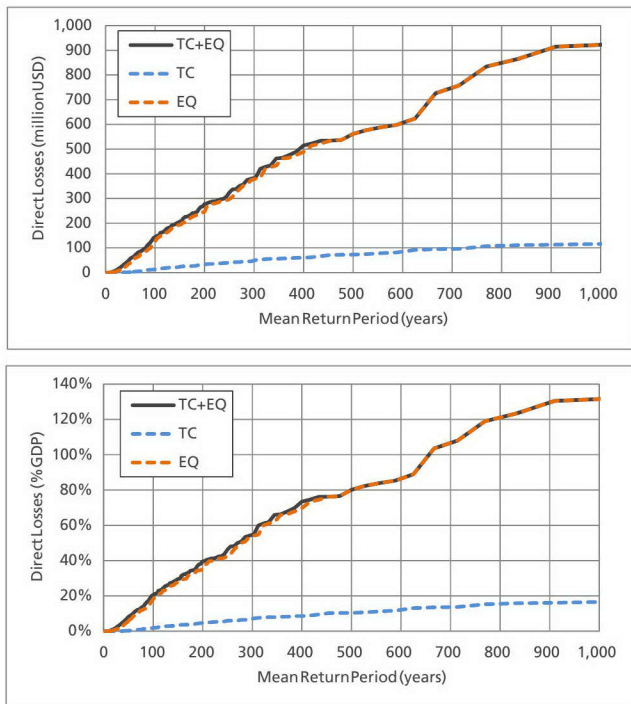 1,000
900
800
700
600
500
400
300
200
100
0
Direct Losses (million USD)
TC+EQ
TC
EQ
0 100 200 300 400 500 600 700 800 900 1,000
Mean Return Period (years)
140%
120%
100%
80%
60%
40%
20%
0%
Direct Losses (%GDP)
TC+EQ
TC
EQ
0 100 200 300 400 500 600 700 800 900 1,000
Mean Return Period (years)